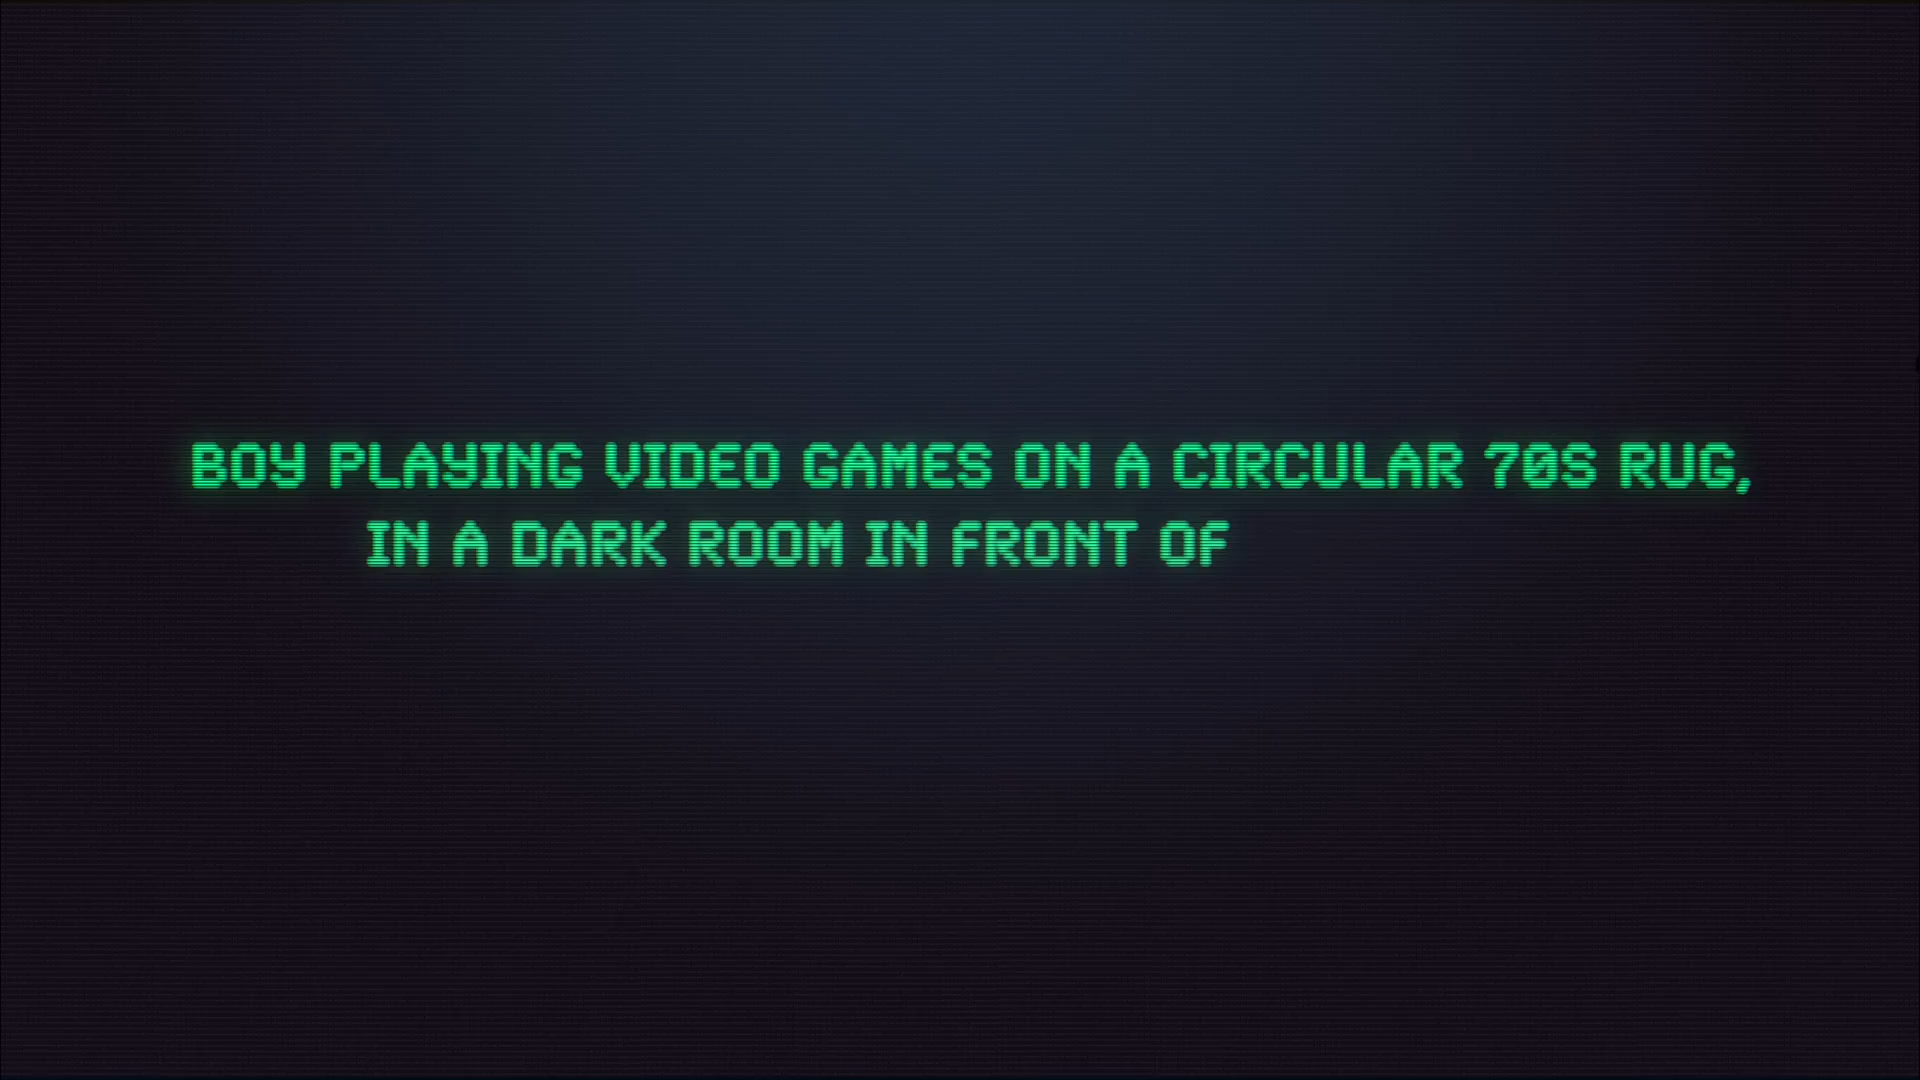 BOY PLAYING VIDEO GAMES ON A CIRCULAR 70S RUG,
IN A DARK ROOM IN FRONT OF